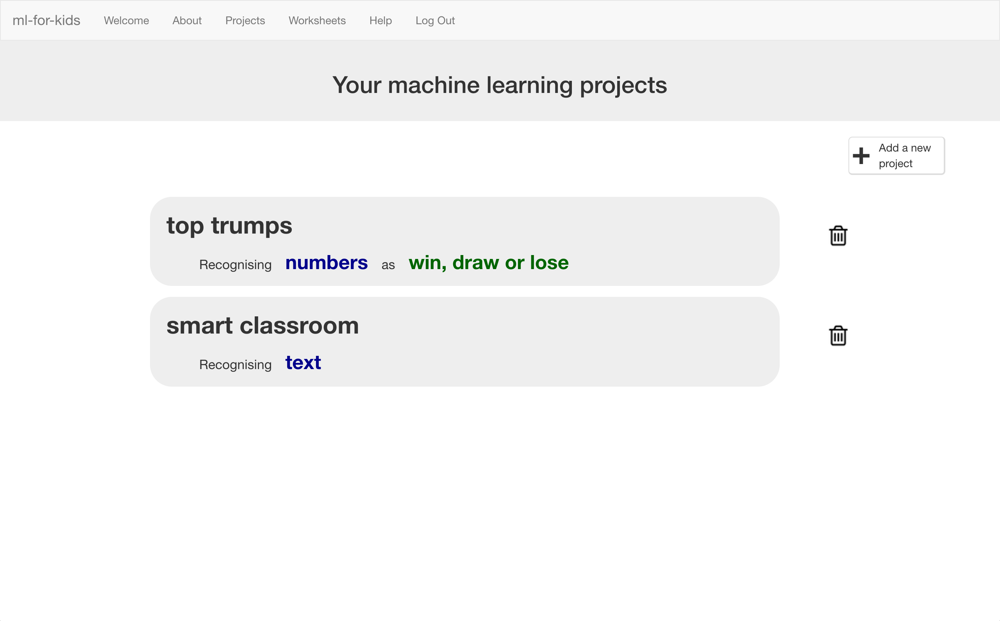 ml-for-kids Welcome About Projects Worksheets Help Log Out
Your machine learning projects
Add a new
project
top trumps
Recognising numbers as win, draw or lose
smart classroom
Recognising text